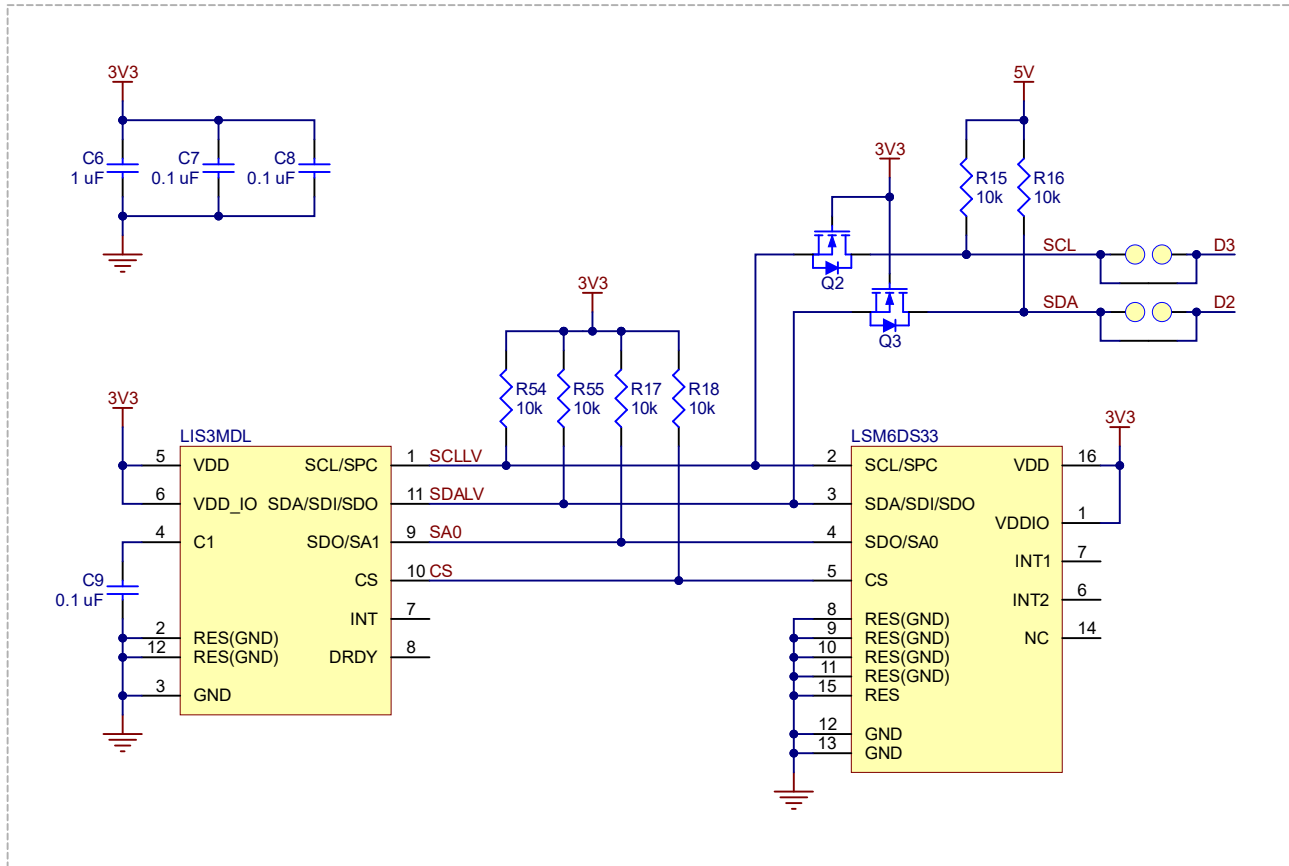 3V3
C6
1 uF
C7
0.1 uF
C8
0.1 uF
5V
3V3
R15
10k
R16
10k
SCL
D3
Q2
SDA
D2
Q3
3V3
R54
10k
R55
10k
R17
10k
R18
10k
3V3
LIS3MDL
5 VDD SCL/SPC 1 SCLLV
6 VDD_IO SDA/SDI/SDO 11 SDALV
4 C1 SDO/SA1 9 SA0
CS 10 CS
C9
0.1 uF
INT 7
2 RES(GND)
12 RES(GND) DRDY 8
3 GND
3V3
LSM6DS33
2 SCL/SPC VDD 16
3 SDA/SDI/SDO
VDDIO 1
4 SDO/SA0
INT1 7
5 CS
INT2 6
8 RES(GND)
9 RES(GND) NC 14
10 RES(GND)
11 RES(GND)
15 RES
12 GND
13 GND